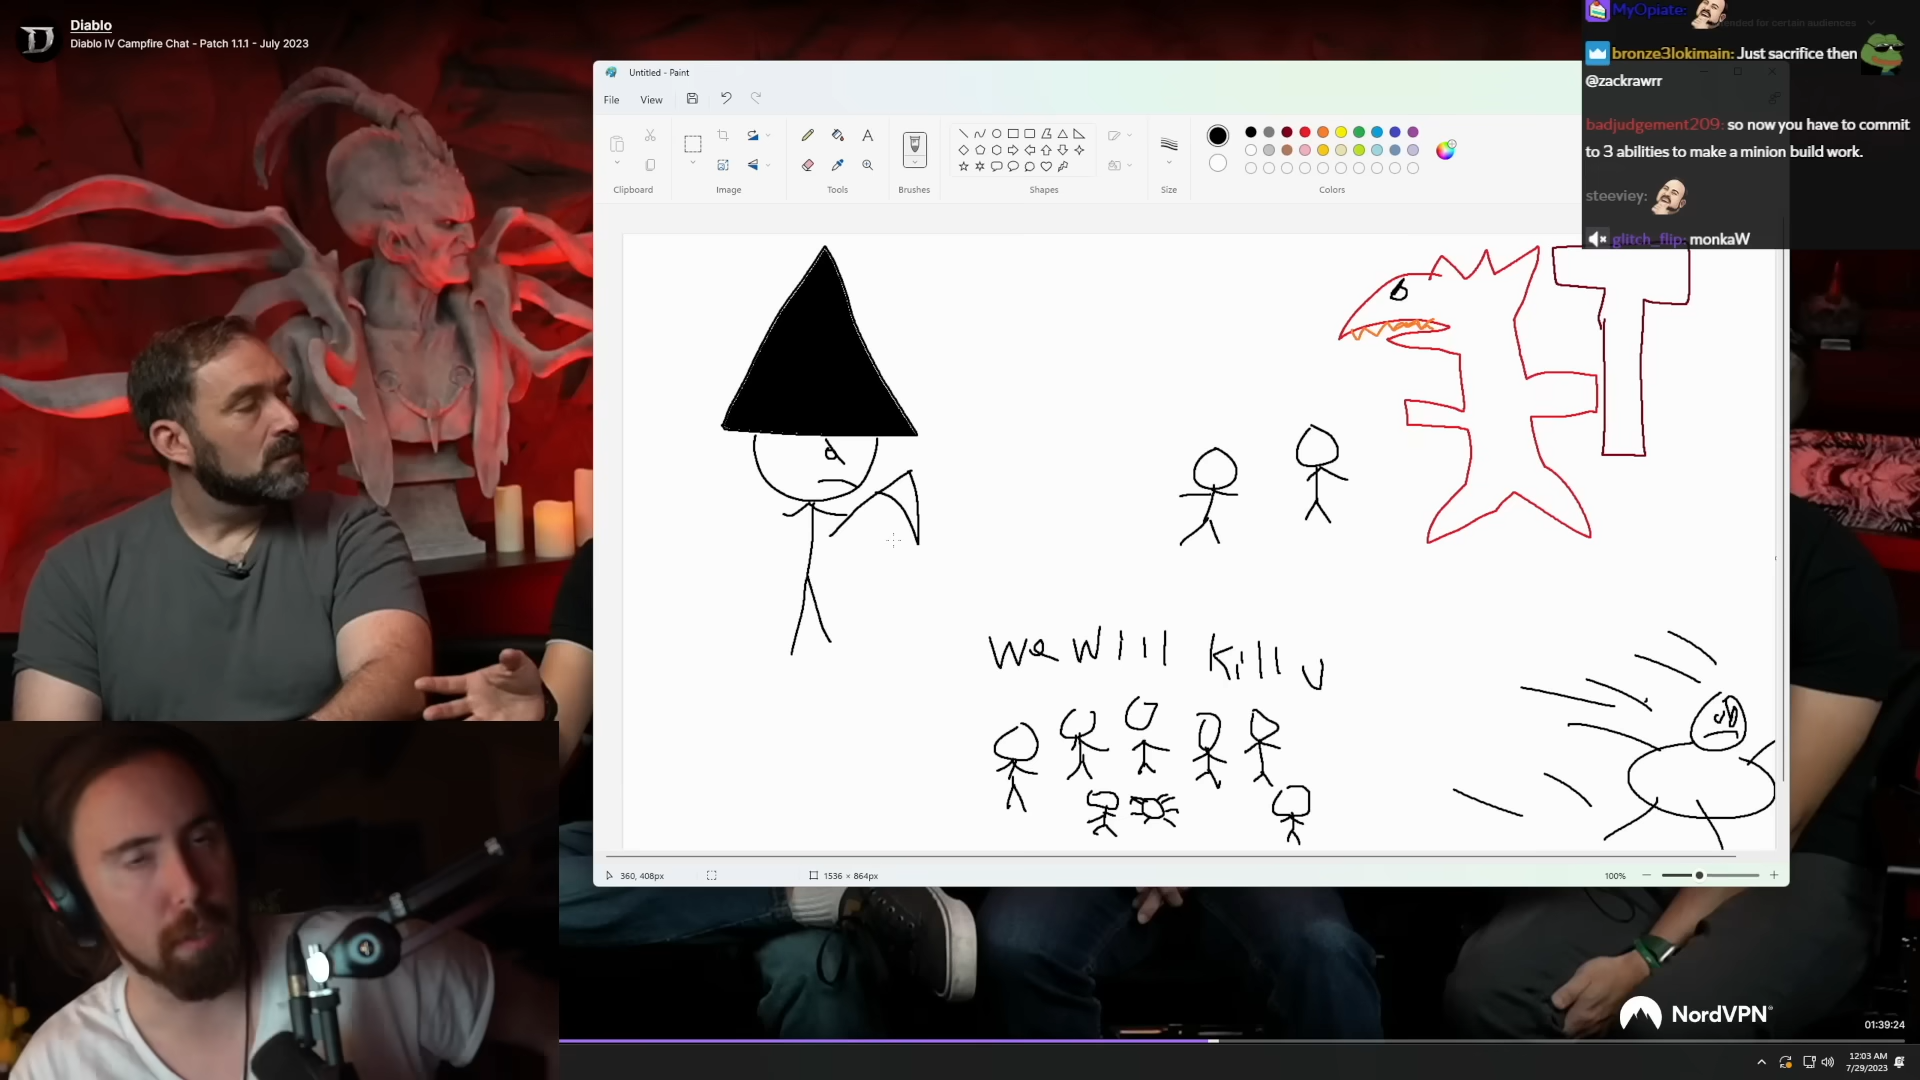 Diablo
Diablo IV Campfire Chat - Patch 1.1.1 - July 2023
MyOpiate:
bronze3lokimain: Just sacrifice then
@zackrawrr
badjudgement209: so now you have to commit
to 3 abilities to make a minion build work.
steeviey:
glitch_flip: monkaW
Untitled - Paint
File
View
Clipboard
Image
Tools
Brushes
Shapes
Size
Colors
We Will Kill U
360, 408px
1536 × 864px
100%
NordVPN®
01:39:24
12:03 AM
7/29/2023